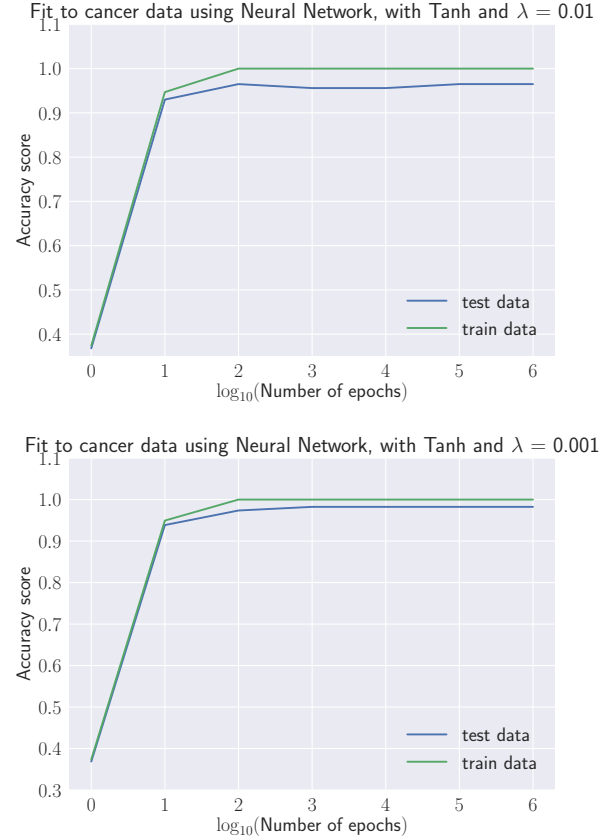 Fit to cancer data using Neural Network, with Tanh and λ = 0.01
1.1
1.0
0.9
0.8
0.7
0.6
0.5
0.4
Accuracy score
test data
train data
0 1 2 3 4 5 6
log₁₀(Number of epochs)
Fit to cancer data using Neural Network, with Tanh and λ = 0.001
1.1
1.0
0.9
0.8
0.7
0.6
0.5
0.4
0.3
Accuracy score
test data
train data
0 1 2 3 4 5 6
log₁₀(Number of epochs)